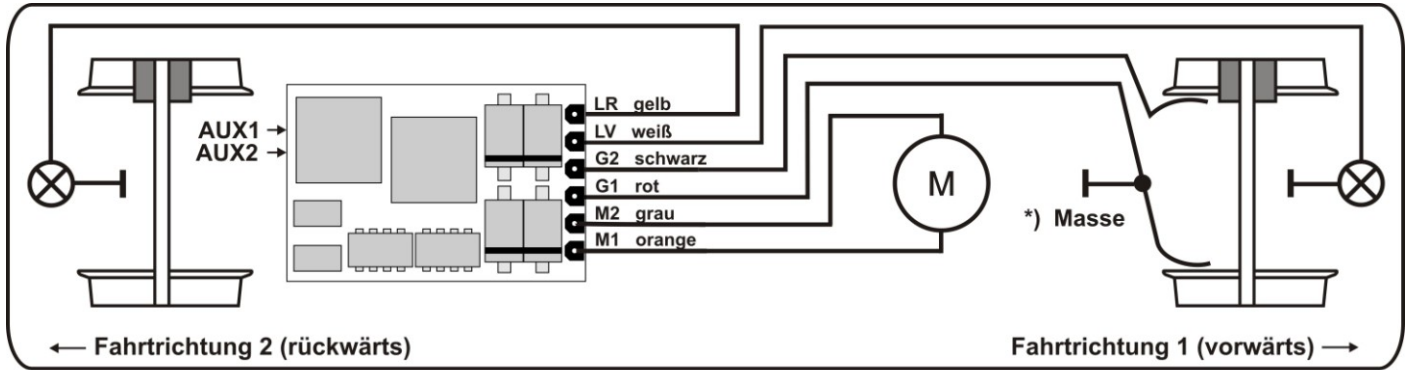 LR gelb
AUX1
LV weiß
AUX2
G2 schwarz
G1 rot
M
M2 grau
*) Masse
M1 orange
Fahrtrichtung 2 (rückwärts)
Fahrtrichtung 1 (vorwärts)